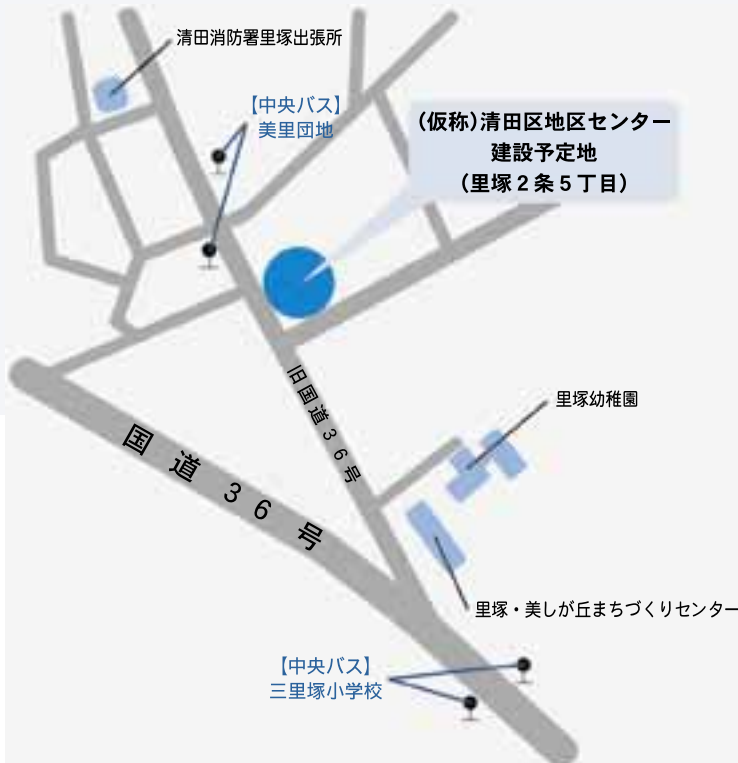 清田消防署里塚出張所
【中央バス】
美里団地
(仮称)清田区地区センター
建設予定地
(里塚2条5丁目)
旧国道36号
里塚幼稚園
国道36号
里塚・美しが丘まちづくりセンター
【中央バス】
三里塚小学校